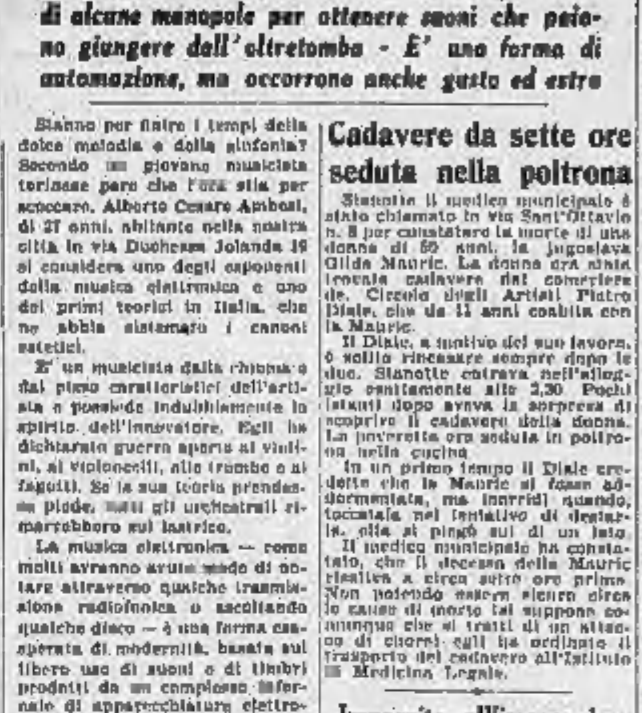 di alcune manopole per ottenere suoni che paio-
no giungere dall'oltretomba - E' una forma di
automazione, ma occorrono anche gusto ed estro
Stanno per finire i tempi della
dolce melodia e della sinfonia?
Secondo un giovane musicista
torinese pare che l'ora stia per
scoccare. Alberto Cesare Ambesi,
di 27 anni, abitante nella nostra
città in via Duchessa Jolanda 19
si considera uno degli esponenti
della musica elettronica e uno
dei primi teorici in Italia, che
ne abbia sistemato i canoni
estetici.
E' un musicista dalla chioma e
dal piano caratteristici dell'arti-
sta e possiede indubbiamente lo
spirito dell'innovatore. Egli ha
dichiarato guerra aperta ai violi-
ni, ai violoncelli, alle trombe e ai
fagotti. Se la sua teoria prendes-
se piede, tutti gli orchestrali ri-
marrebbero sul lastrico.
La musica elettronica — come
molti avranno avuto modo di no-
tare attraverso qualche trasmis-
sione radiofonica o ascoltando
qualche disco — è una forma esa-
sperata di modernità, basata sul
libero uso di suoni e di timbri
prodotti da un complesso infer-
nale di apparecchiature elettro-
Cadavere da sette ore
seduta nella poltrona
Stanotte il medico municipale è
stato chiamato in via Sant'Ottavio
n. 8 per constatare la morte di una
donna di anni, la jugoslava
Gilda Mauric. La donna era stata
trovata cadavere dal cameriere
de. Circolo degli Artisti Pietro
Diale, che da 11 anni coabita con
la Mauric.
Il Diale, a motivo del suo lavoro,
è solito rincasare sempre dopo le
due. Stanotte entrava nell'allog-
gio esattamente alle 2,30. Pochi
istanti dopo aveva la sorpresa di
scoprire il cadavere della donna.
La poveretta era seduta in poltro-
na nella cucina.
In un primo tempo il Diale cre-
dette che la Mauric si fosse ad-
dormentata, ma inorridì quando,
toccatala nel tentativo di destar-
la, ella si piegò sul di un lato.
Il medico municipale ha consta-
tato, che il decesso della Mauric
risaliva a circa sette ore prima.
Non potendo essere sicuro circa
le cause di morte (si suppone co-
munque che si tratti di un attac-
co di cuore) egli ha ordinato il
trasporto del cadavere all'Istituto
di Medicina Legale.